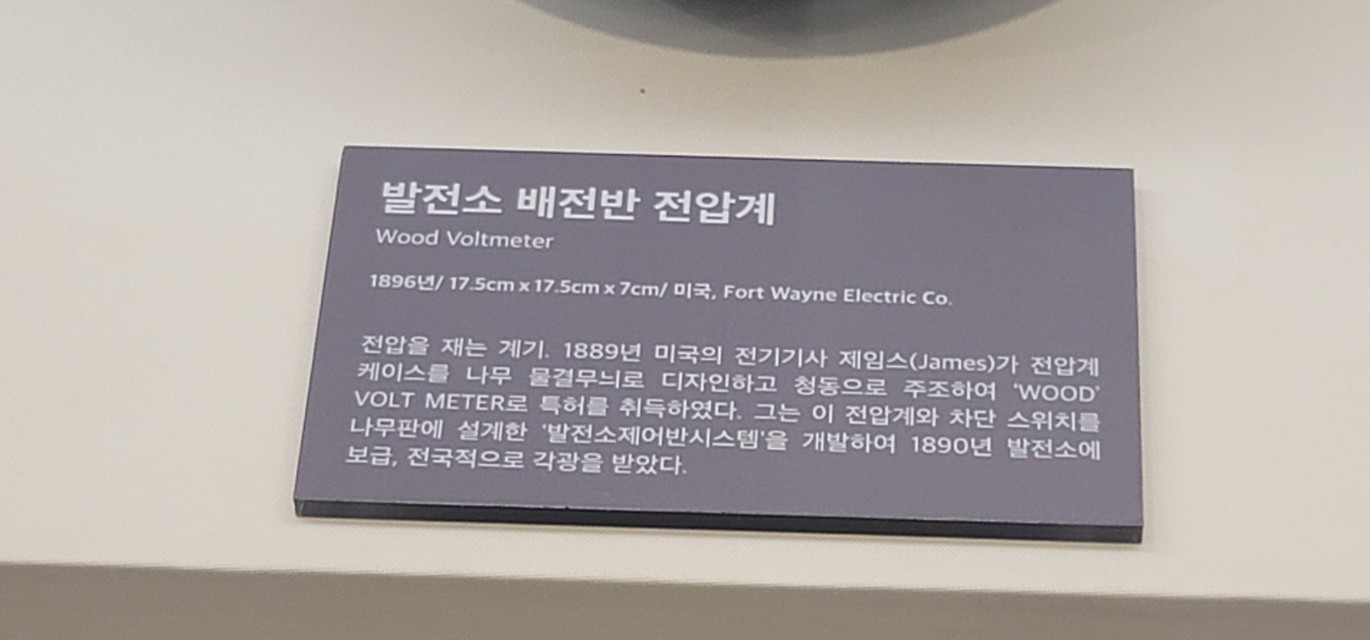 발전소 배전반 전압계
Wood Voltmeter
1896년/ 17.5cm x 17.5cm x 7cm/ 미국, Fort Wayne Electric Co.
전압을 재는 계기. 1889년 미국의 전기기사 제임스(James)가 전압계
케이스를 나무 물결무늬로 디자인하고 청동으로 주조하여 ‘WOOD’
VOLT METER로 특허를 취득하였다. 그는 이 전압계와 차단 스위치를
나무판에 설계한 ‘발전소제어반시스템’을 개발하여 1890년 발전소에
보급, 전국적으로 각광을 받았다.